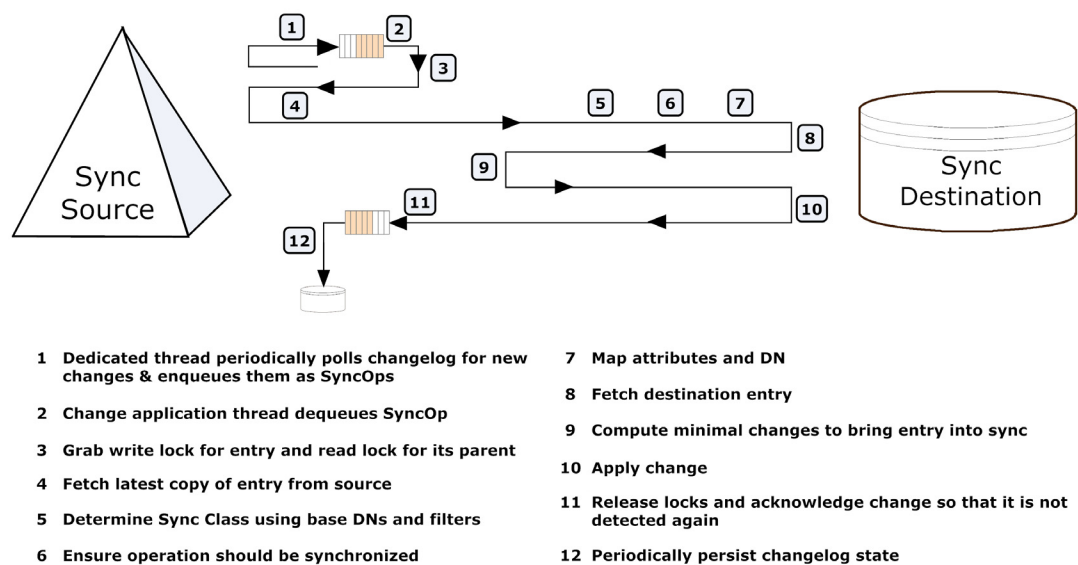 1
2
3
4
5
6
7
8
9
10
11
12
Sync
Source
Sync
Destination
1 Dedicated thread periodically polls changelog for new
changes & enqueues them as SyncOps
2 Change application thread dequeues SyncOp
3 Grab write lock for entry and read lock for its parent
4 Fetch latest copy of entry from source
5 Determine Sync Class using base DNs and filters
6 Ensure operation should be synchronized
7 Map attributes and DN
8 Fetch destination entry
9 Compute minimal changes to bring entry into sync
10 Apply change
11 Release locks and acknowledge change so that it is not
detected again
12 Periodically persist changelog state